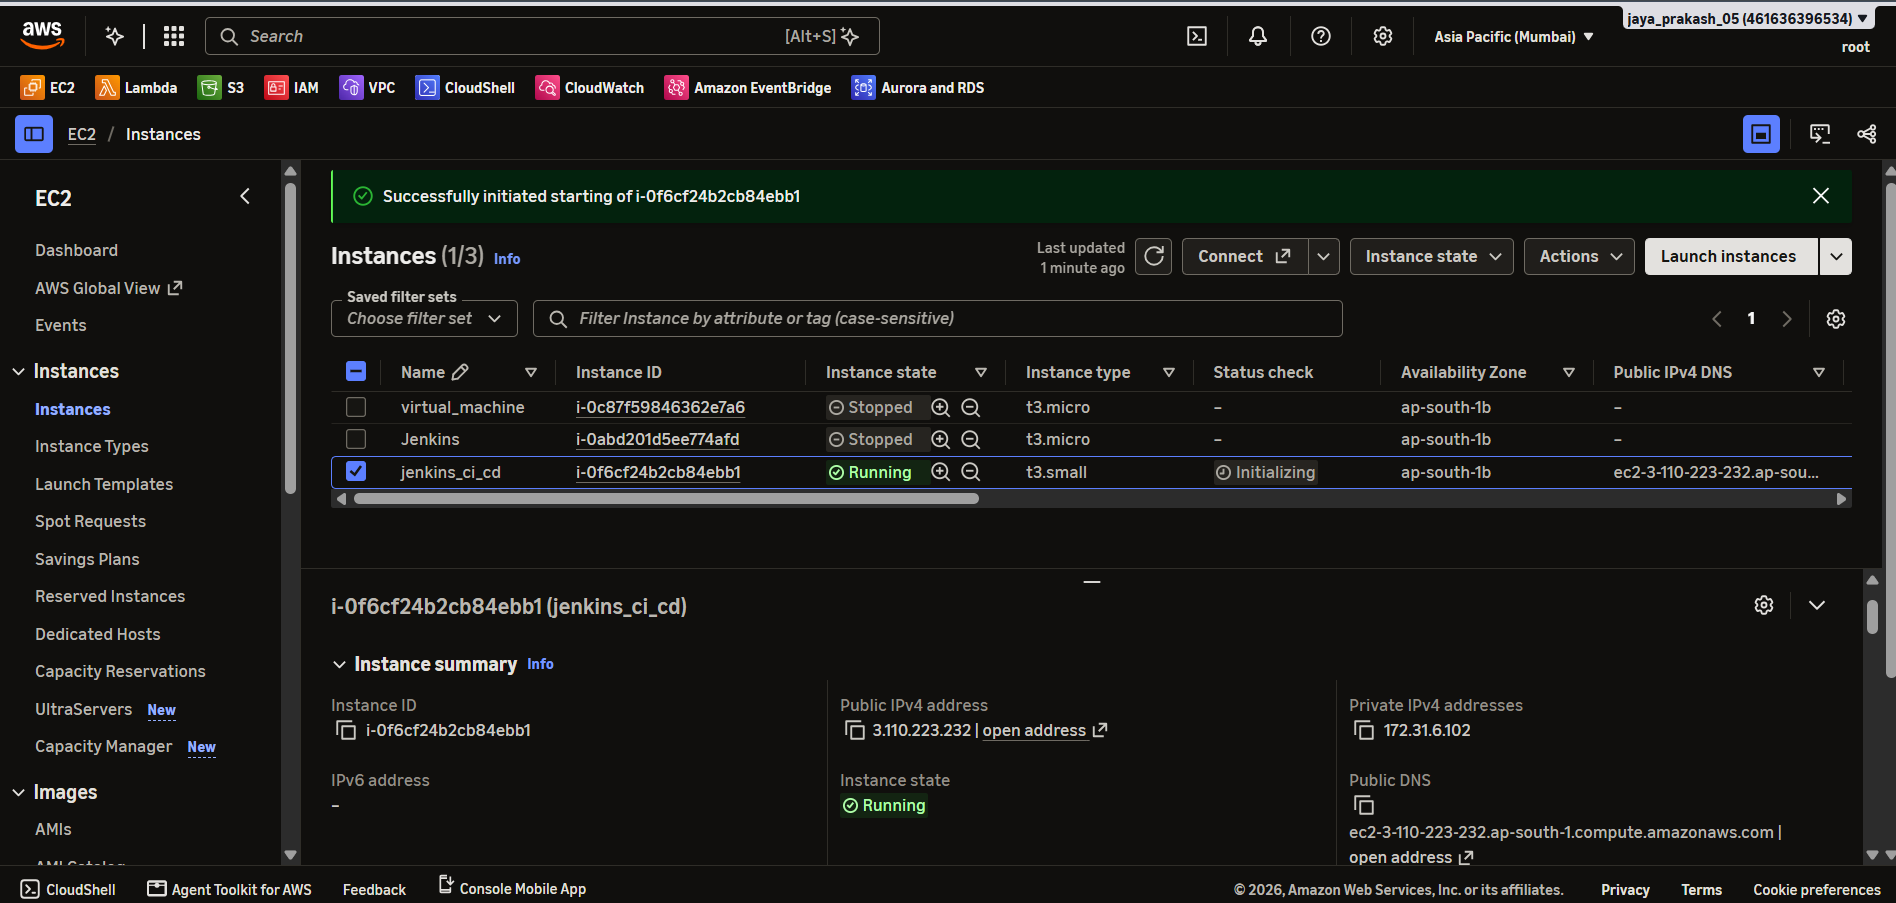 aws
Search [Alt+S]
Asia Pacific (Mumbai)
jaya_prakash_05 (461636396534)
root
EC2 Lambda S3 IAM VPC CloudShell CloudWatch Amazon EventBridge Aurora and RDS
EC2 / Instances
EC2
Dashboard
AWS Global View
Events
Instances
Instances
Instance Types
Launch Templates
Spot Requests
Savings Plans
Reserved Instances
Dedicated Hosts
Capacity Reservations
UltraServers New
Capacity Manager New
Images
AMIs
AMI Catalog
Successfully initiated starting of i-0f6cf24b2cb84ebb1
Instances (1/3) Info
Last updated
1 minute ago
Connect
Instance state
Actions
Launch instances
Saved filter sets
Choose filter set
Filter Instance by attribute or tag (case-sensitive)
1
Name Instance ID Instance state Instance type Status check Availability Zone Public IPv4 DNS
virtual_machine i-0c87f59846362e7a6 Stopped t3.micro – ap-south-1b –
Jenkins i-0abd201d5ee774afd Stopped t3.micro – ap-south-1b –
jenkins_ci_cd i-0f6cf24b2cb84ebb1 Running t3.small Initializing ap-south-1b ec2-3-110-223-232.ap-sou...
i-0f6cf24b2cb84ebb1 (jenkins_ci_cd)
Instance summary Info
Instance ID
i-0f6cf24b2cb84ebb1
Public IPv4 address
3.110.223.232 | open address
Private IPv4 addresses
172.31.6.102
IPv6 address
–
Instance state
Running
Public DNS
ec2-3-110-223-232.ap-south-1.compute.amazonaws.com |
open address
CloudShell Agent Toolkit for AWS Feedback Console Mobile App
© 2026, Amazon Web Services, Inc. or its affiliates. Privacy Terms Cookie preferences